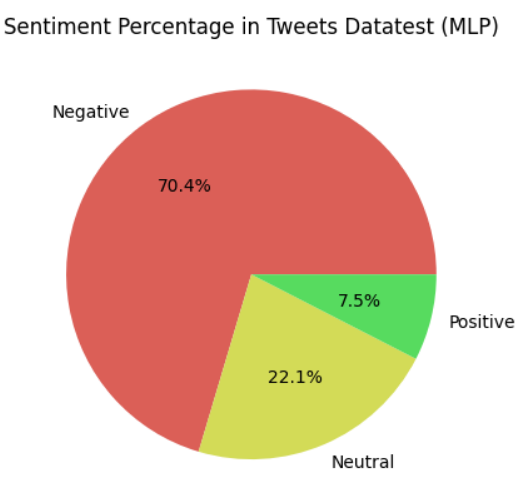 Sentiment Percentage in Tweets Datatest (MLP)
Negative
70.4%
7.5%
Positive
22.1%
Neutral